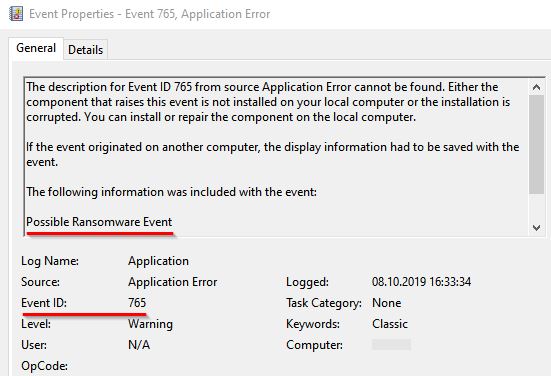 Event Properties - Event 765, Application Error
General Details
The description for Event ID 765 from source Application Error cannot be found. Either the
component that raises this event is not installed on your local computer or the installation is
corrupted. You can install or repair the component on the local computer.
If the event originated on another computer, the display information had to be saved with the
event.
The following information was included with the event:
Possible Ransomware Event
Log Name: Application
Source: Application Error Logged: 08.10.2019 16:33:34
Event ID: 765 Task Category: None
Level: Warning Keywords: Classic
User: N/A Computer:
OpCode: